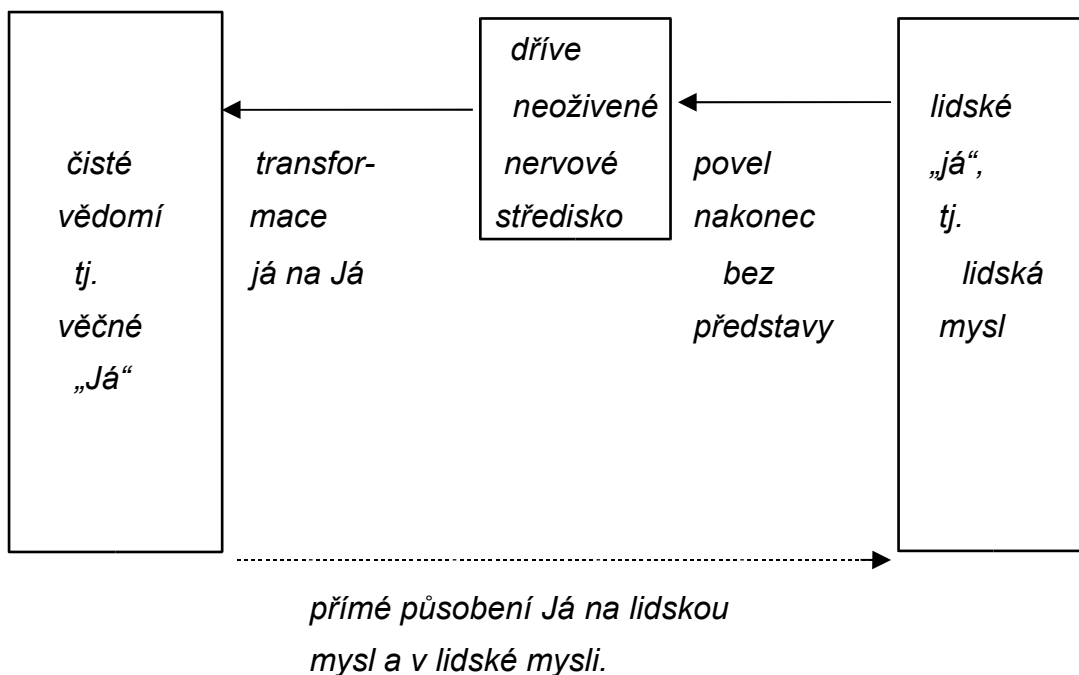 čisté
vědomí
tj.
věčné
„Já“
transfor-
mace
já na Já
dříve
neoživené
nervové
středisko
povel
nakonec
bez
představy
lidské
„já“,
tj.
lidská
mysl
přímé působení Já na lidskou
mysl a v lidské mysli.